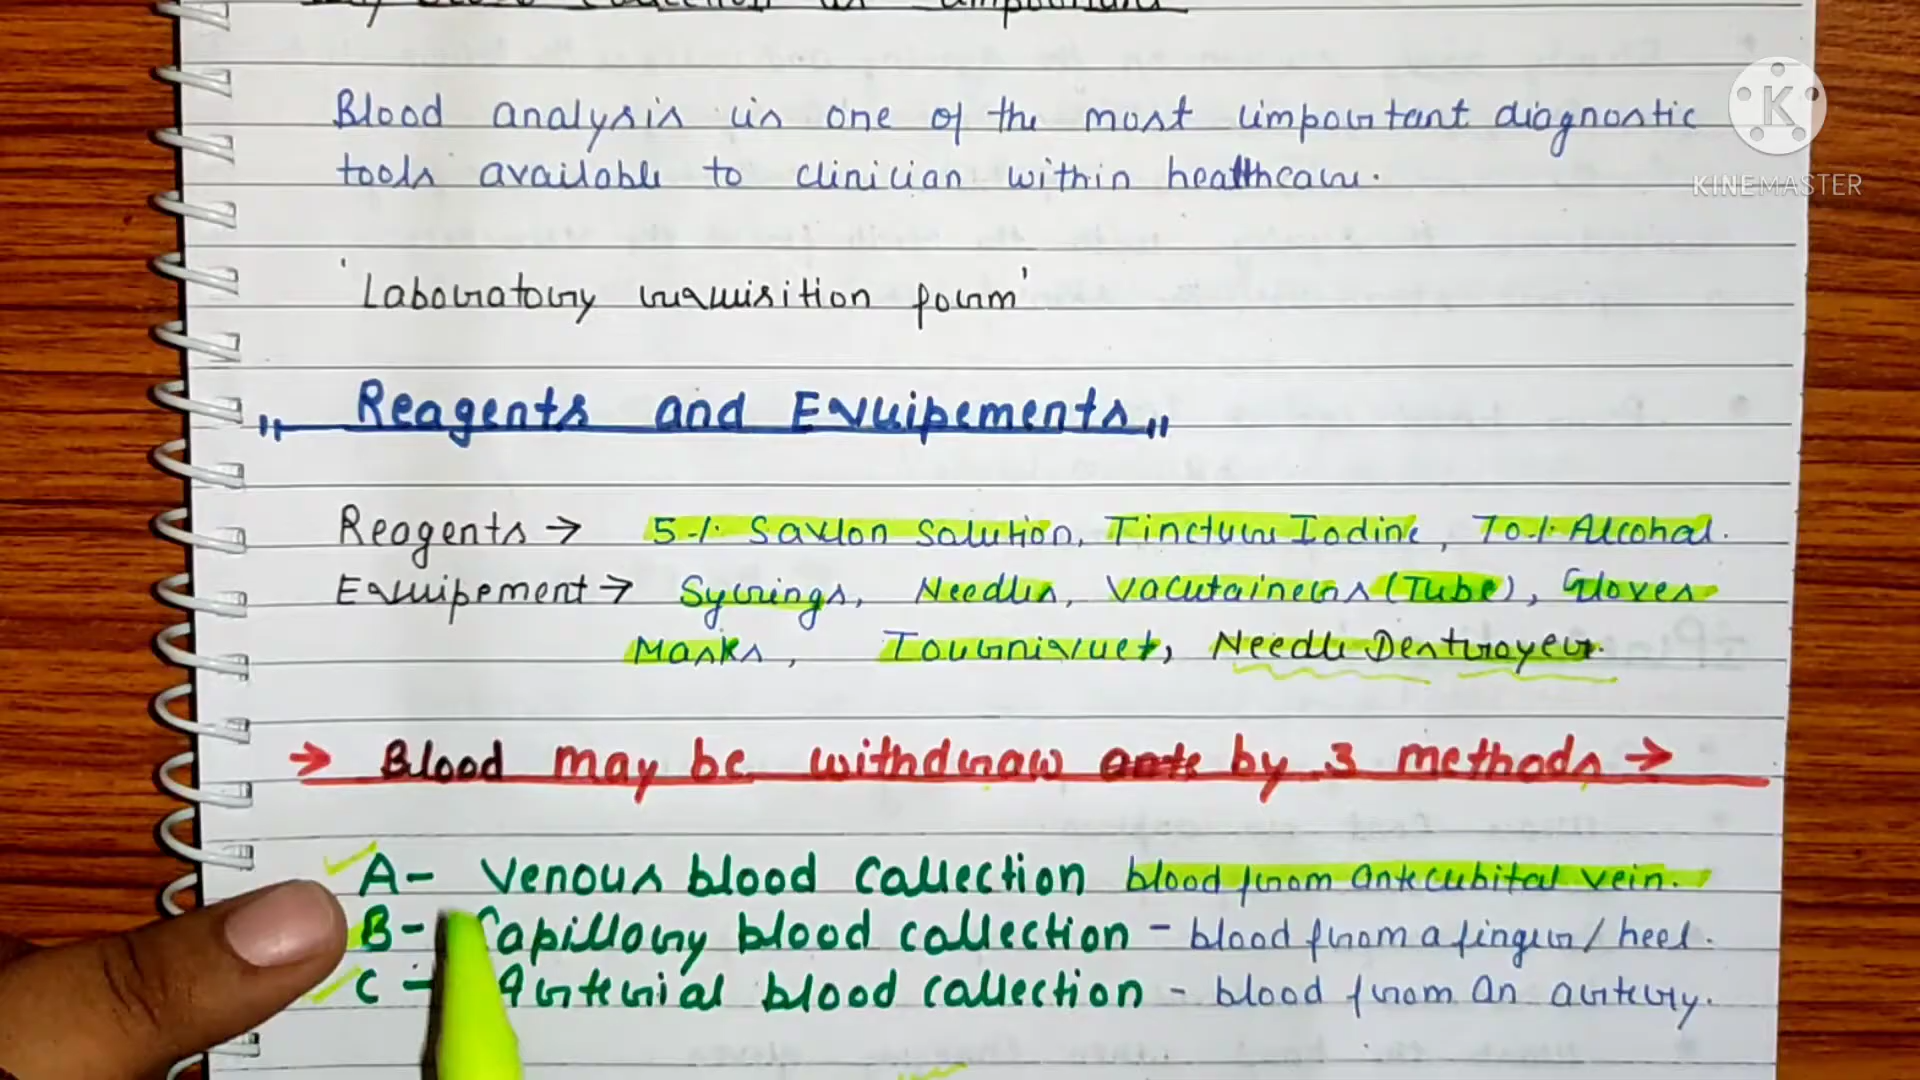 Blood analysis is one of the most important diagnostic
tools available to clinician within healthcare.
'Laboratory requisition form'
"Reagents and Equipements"
Reagents → 5% Savlon Solution, Tincture Iodine, 70% Alcohal.
Equipement → Syrings, Needles, Vacutainers (Tube), Gloves
Masks, Tourniquet, Needle Destroyer.
→ Blood may be withdraw by 3 methods →
A- Venous blood Collection blood from antecubital vein.
B- Capillary blood collection - blood from a finger/heel.
C- Arterial blood collection - blood from an artery.
K
KINEMASTER